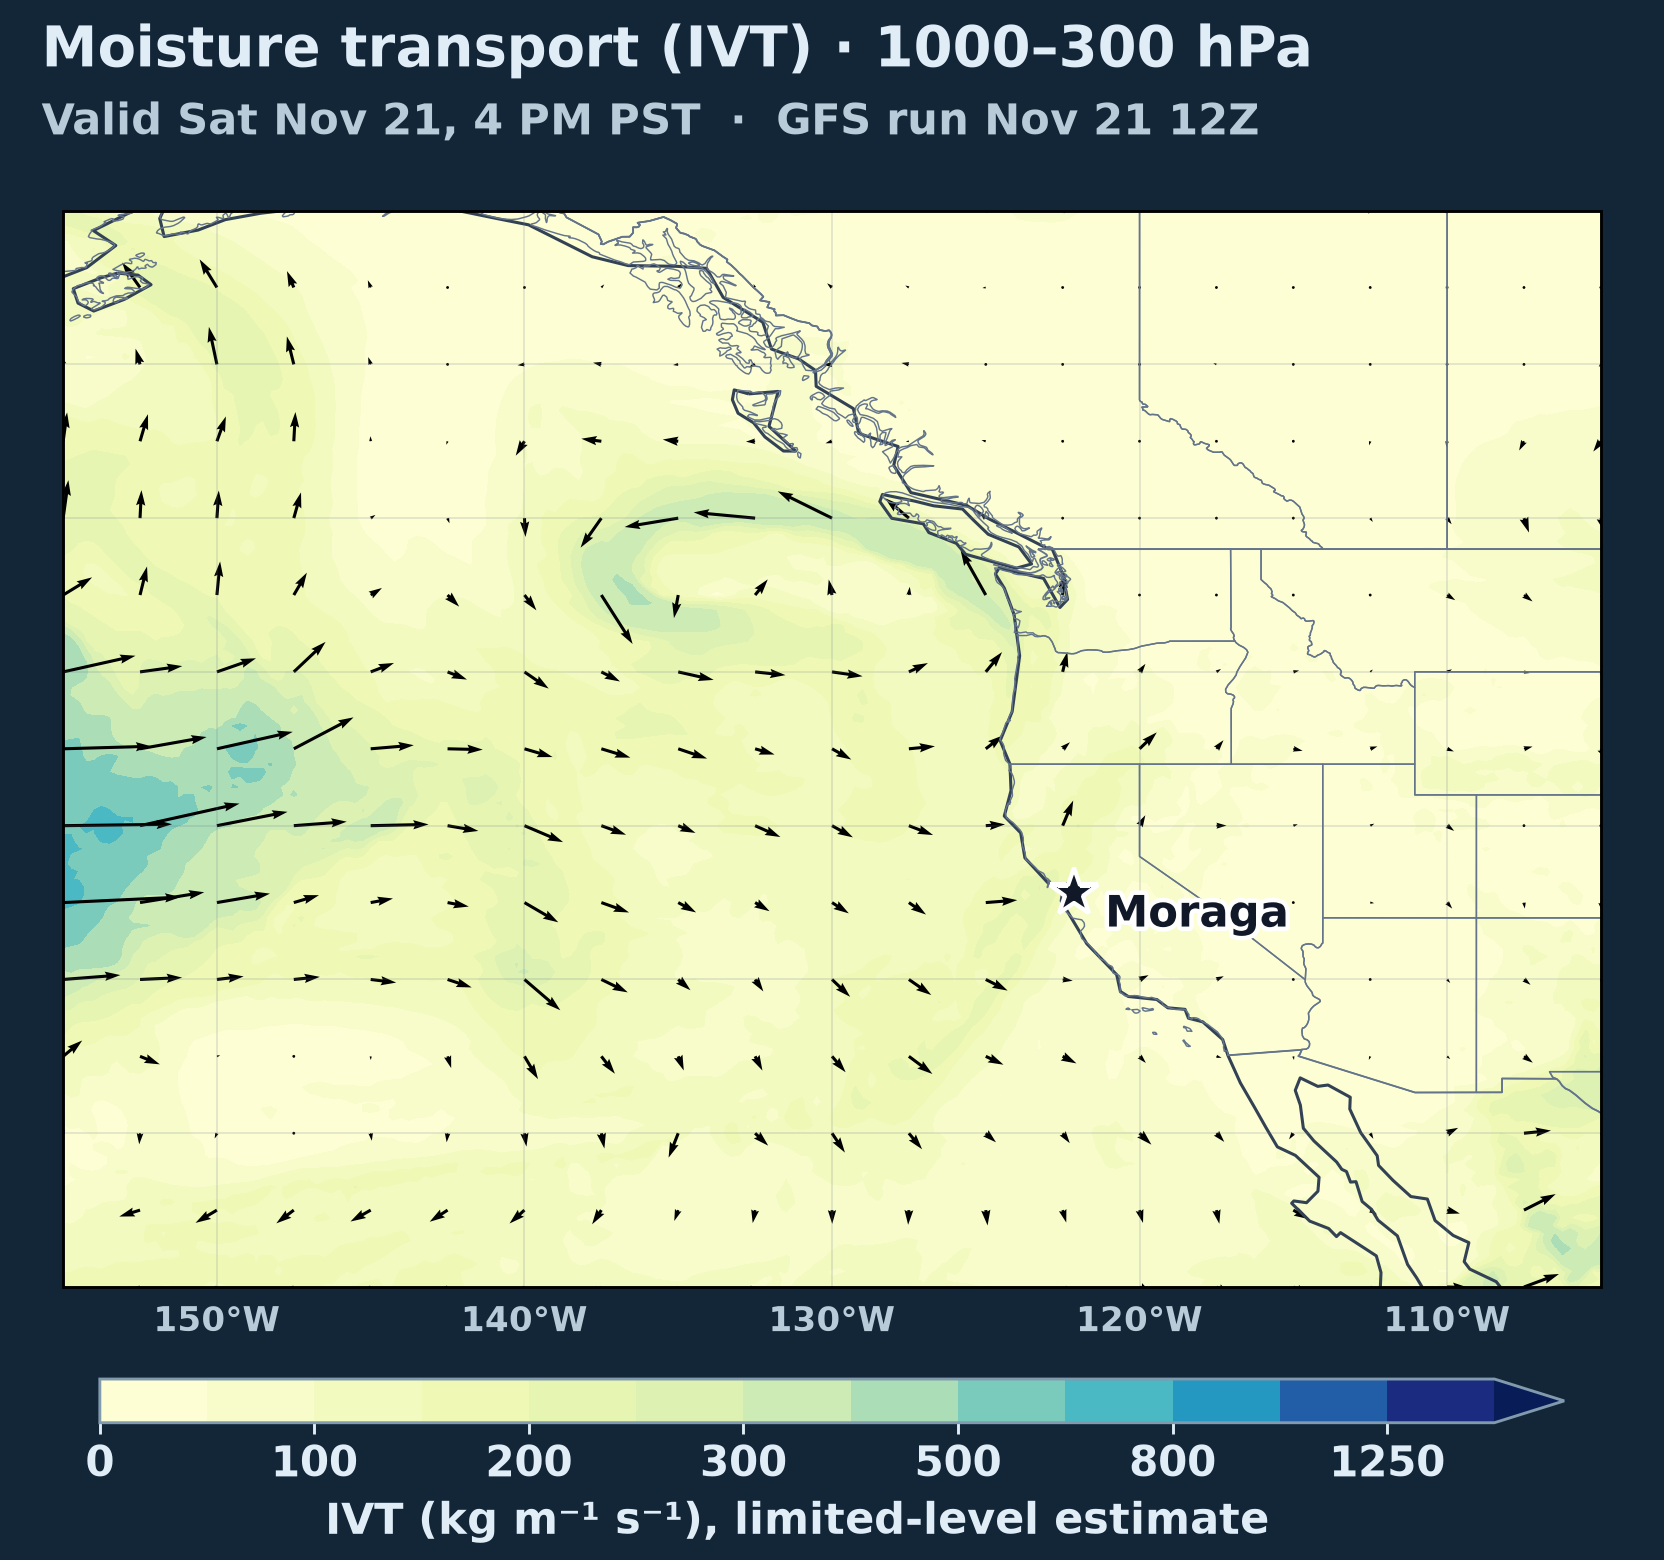 Moisture transport (IVT) · 1000–300 hPa
Valid Sat Nov 21, 4 PM PST · GFS run Nov 21 12Z
Moraga
150°W 140°W 130°W 120°W 110°W
0 100 200 300 500 800 1250
IVT (kg m⁻¹ s⁻¹), limited-level estimate